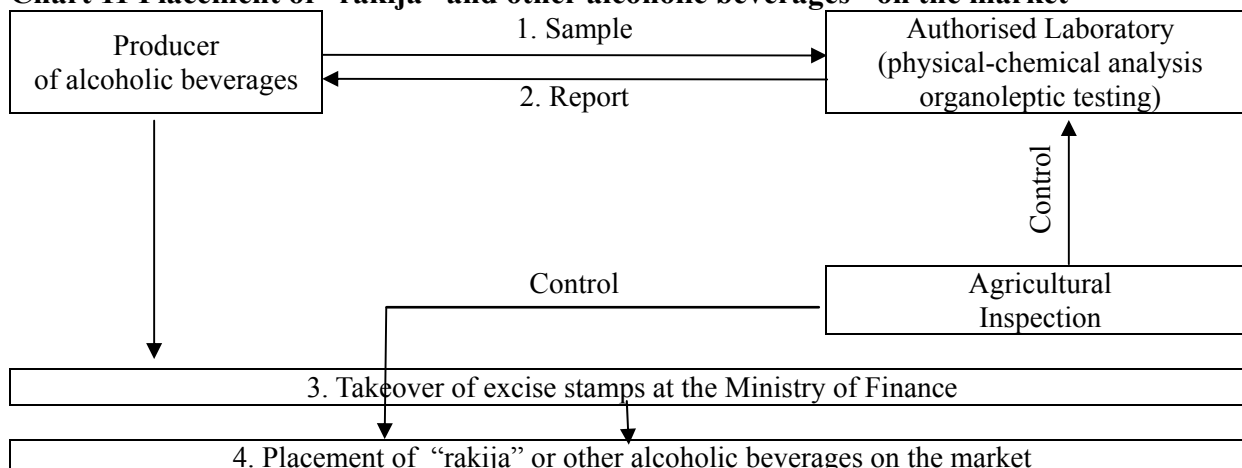 Chart 11 Placement of "rakija" and other alcoholic beverages on the market
Producer
of alcoholic beverages
1. Sample
2. Report
Authorised Laboratory
(physical-chemical analysis
organoleptic testing)
Control
Control
Agricultural
Inspection
3. Takeover of excise stamps at the Ministry of Finance
4. Placement of “rakija” or other alcoholic beverages on the market